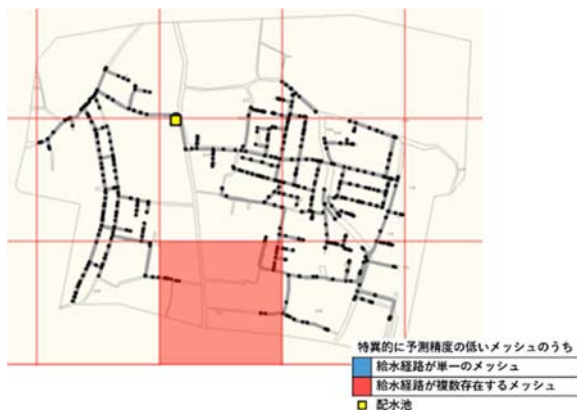 特異的に予測精度の低いメッシュのうち
給水経路が単一のメッシュ
給水経路が複数存在するメッシュ
配水池